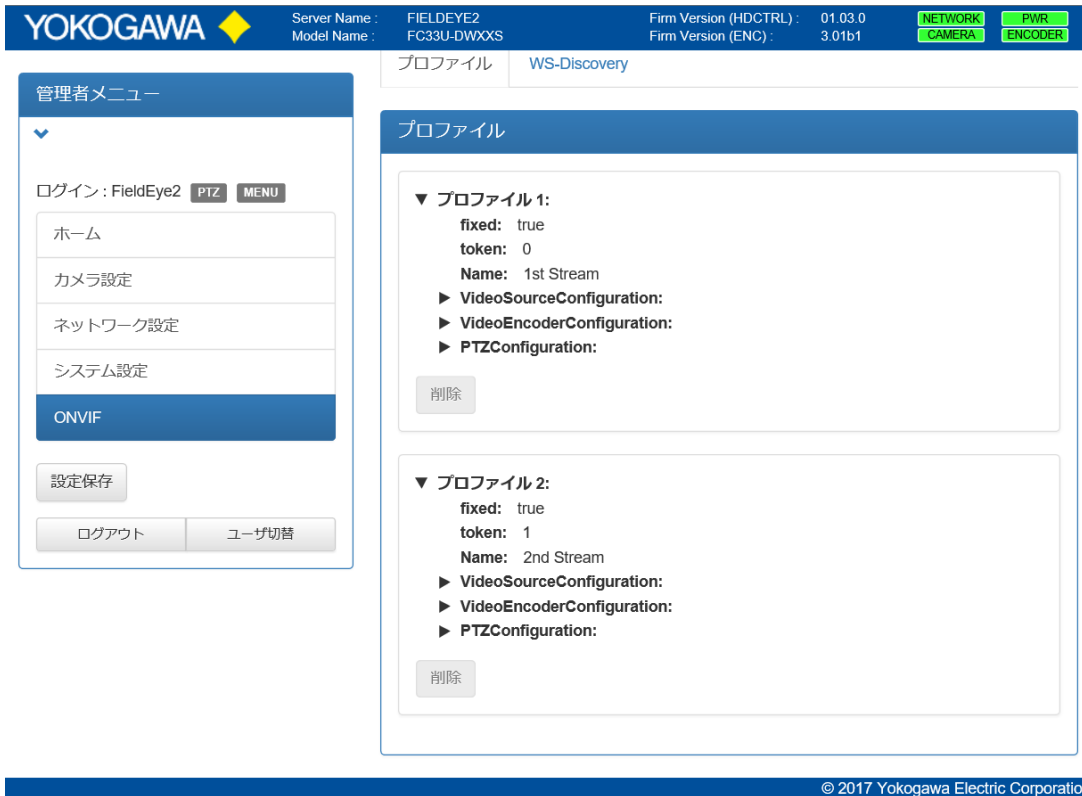 YOKOGAWA
Server Name : FIELDEYE2 Firm Version (HDCTRL) : 01.03.0 NETWORK PWR
Model Name : FC33U-DWXXS Firm Version (ENC) : 3.01b1 CAMERA ENCODER
プロファイル WS-Discovery
管理者メニュー
ログイン : FieldEye2 PTZ MENU
ホーム
カメラ設定
ネットワーク設定
システム設定
ONVIF
設定保存
ログアウト ユーザ切替
プロファイル
▼ プロファイル 1:
fixed: true
token: 0
Name: 1st Stream
▶ VideoSourceConfiguration:
▶ VideoEncoderConfiguration:
▶ PTZConfiguration:
削除
▼ プロファイル 2:
fixed: true
token: 1
Name: 2nd Stream
▶ VideoSourceConfiguration:
▶ VideoEncoderConfiguration:
▶ PTZConfiguration:
削除
© 2017 Yokogawa Electric Corporatio